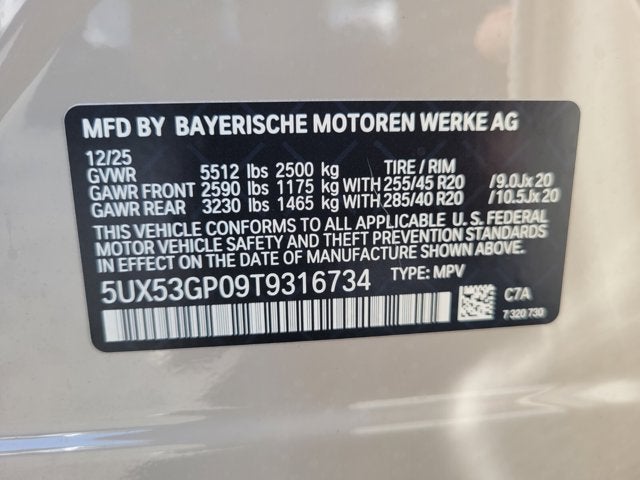 MFD BY BAYERISCHE MOTOREN WERKE AG
12/25
GVWR 5512 lbs 2500 kg TIRE / RIM
GAWR FRONT 2590 lbs 1175 kg WITH 255/45 R20 /9.0Jx20
GAWR REAR 3230 lbs 1465 kg WITH 285/40 R20 /10.5Jx20
THIS VEHICLE CONFORMS TO ALL APPLICABLE U.S. FEDERAL
MOTOR VEHICLE SAFETY AND THEFT PREVENTION STANDARDS
IN EFFECT ON THE DATE OF MANUFACTURE SHOWN ABOVE.
5UX53GP09T9316734 TYPE: MPV
C7A
7 320 730